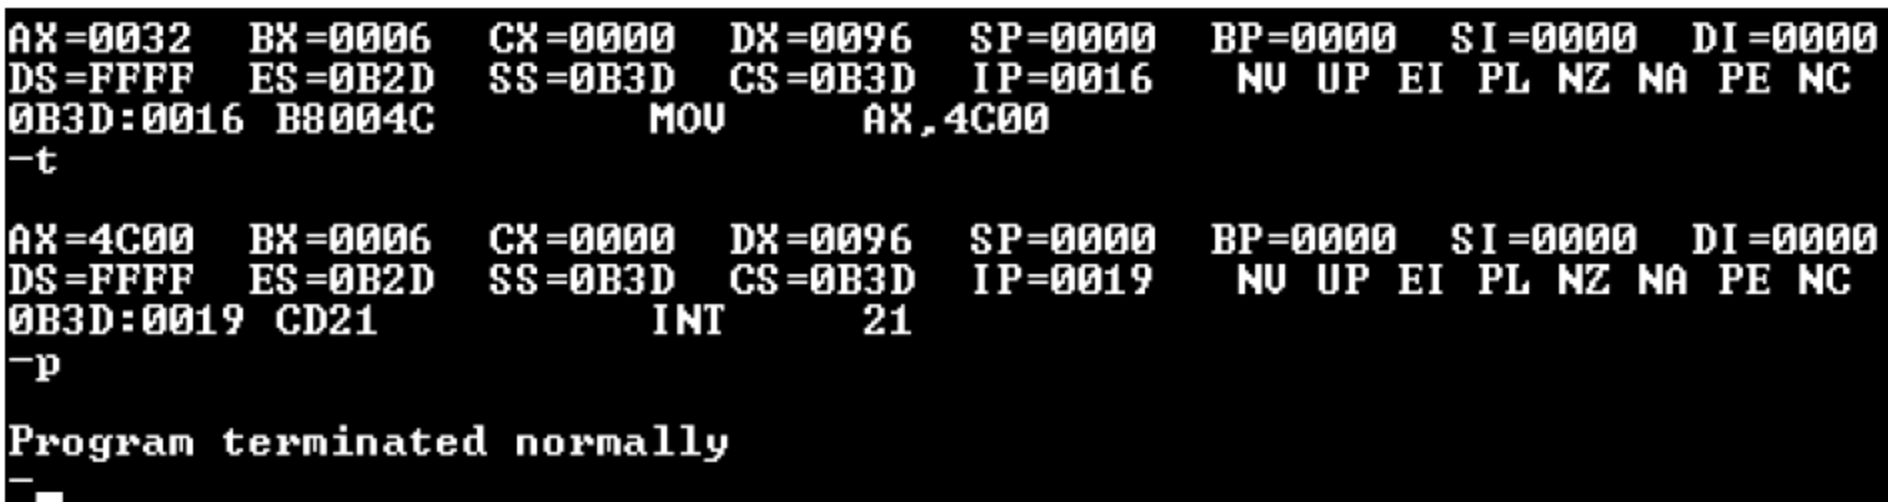 AX=0032  BX=0006  CX=0000  DX=0096  SP=0000  BP=0000  SI=0000  DI=0000
DS=FFFF  ES=0B2D  SS=0B3D  CS=0B3D  IP=0016   NV UP EI PL NZ NA PE NC
0B3D:0016 B8004C        MOV     AX,4C00
-t
AX=4C00  BX=0006  CX=0000  DX=0096  SP=0000  BP=0000  SI=0000  DI=0000
DS=FFFF  ES=0B2D  SS=0B3D  CS=0B3D  IP=0019   NV UP EI PL NZ NA PE NC
0B3D:0019 CD21          INT     21
-p
Program terminated normally
-